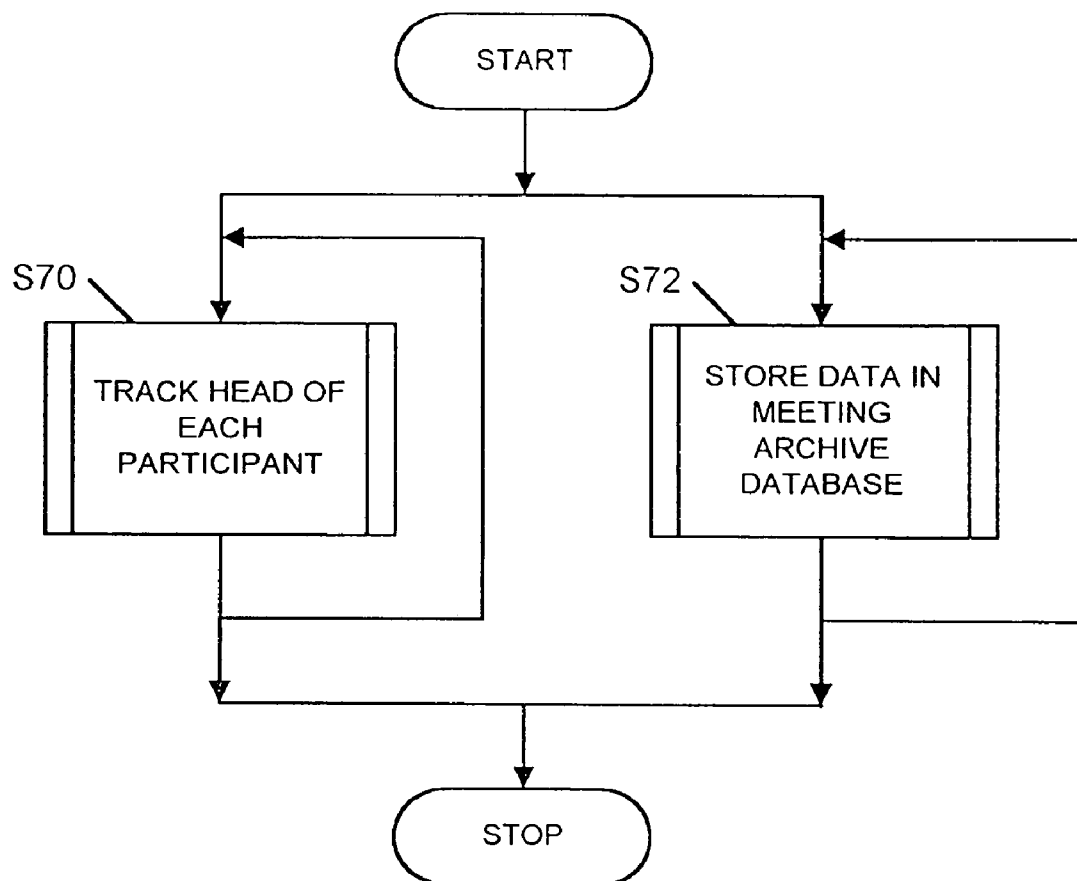 START
S70
TRACK HEAD OF
EACH
PARTICIPANT
S72
STORE DATA IN
MEETING
ARCHIVE
DATABASE
STOP